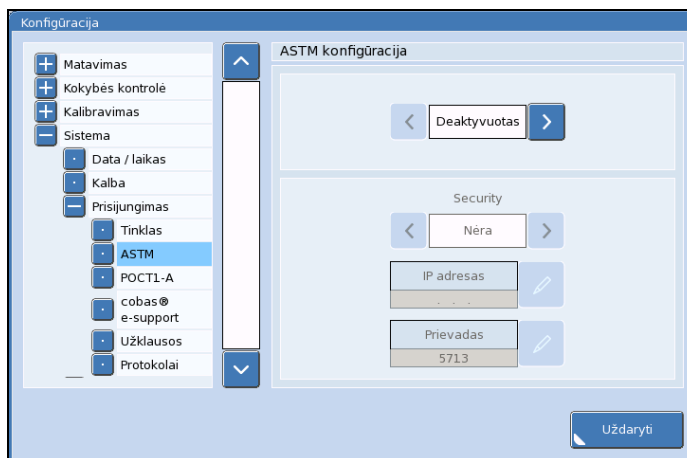 Konfigūracija
Matavimas
Kokybės kontrolė
Kalibravimas
Sistema
Data / laikas
Kalba
Prisijungimas
Tinklas
ASTM
POCT1-A
cobas®
e-support
Užklausos
Protokolai
ASTM konfigūracija
Deaktyvuotas
Security
Nėra
IP adresas
. . .
Prievadas
5713
Uždaryti